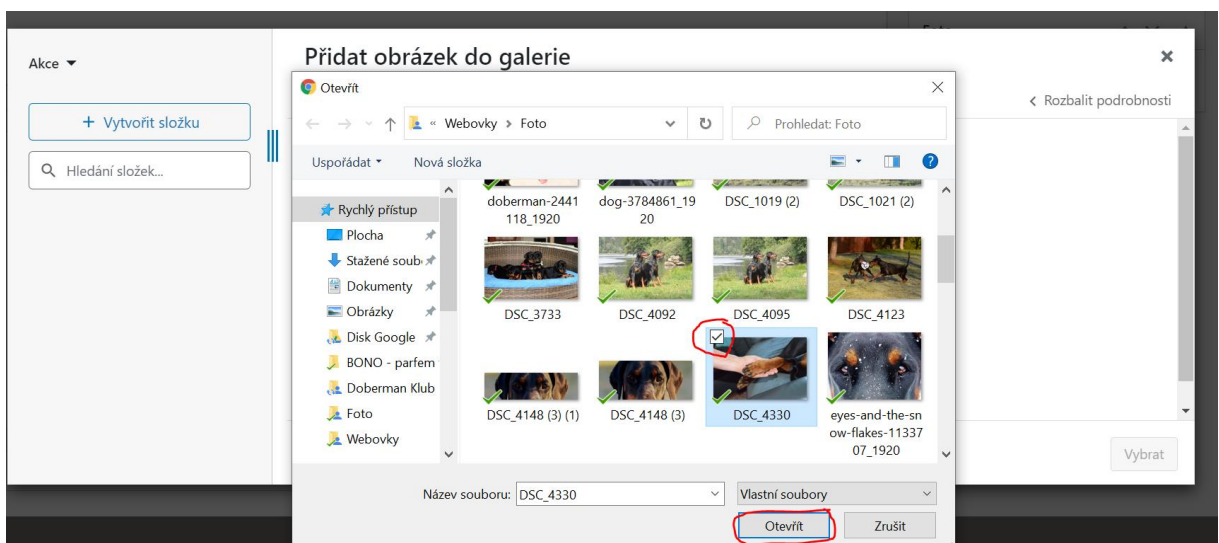 Akce
Přidat obrázek do galerie
Rozbalit podrobnosti
+ Vytvořit složku
Hledání složek...
Otevřít
« Webovky > Foto
Prohledat: Foto
Uspořádat
Nová složka
Rychlý přístup
Plocha
Stažené soub
Dokumenty
Obrázky
Disk Google
BONO - parfem
Doberman Klub
Foto
Webovky
doberman-2441
118_1920
dog-3784861_19
20
DSC_1019 (2)
DSC_1021 (2)
DSC_3733
DSC_4092
DSC_4095
DSC_4123
DSC_4148 (3) (1)
DSC_4148 (3)
DSC_4330
eyes-and-the-sn
ow-flakes-11337
07_1920
Název souboru: DSC_4330
Vlastní soubory
Otevřít
Zrušit
Vybrat